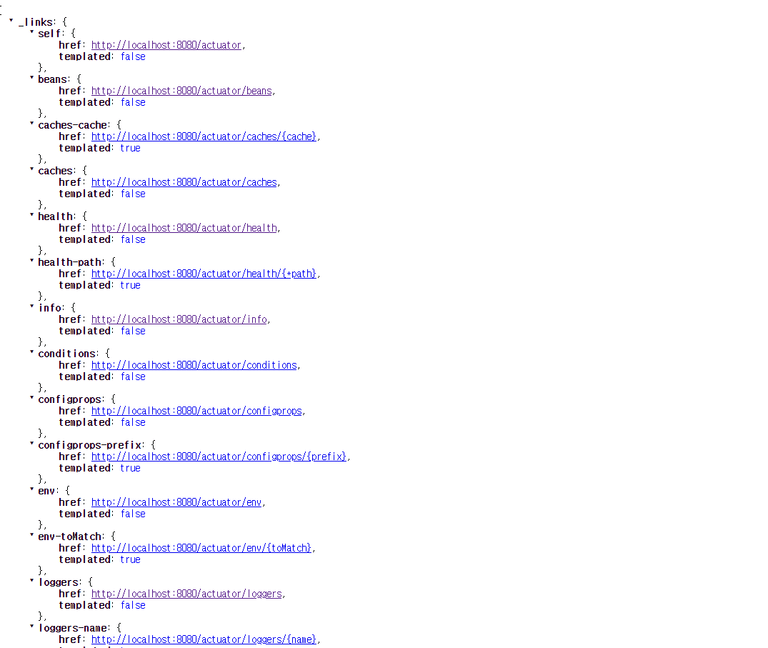 ▼ _links: {
▼ self: {
href: http://localhost:8080/actuator,
templated: false
},
▼ beans: {
href: http://localhost:8080/actuator/beans,
templated: false
},
▼ caches-cache: {
href: http://localhost:8080/actuator/caches/{cache},
templated: true
},
▼ caches: {
href: http://localhost:8080/actuator/caches,
templated: false
},
▼ health: {
href: http://localhost:8080/actuator/health,
templated: false
},
▼ health-path: {
href: http://localhost:8080/actuator/health/{*path},
templated: true
},
▼ info: {
href: http://localhost:8080/actuator/info,
templated: false
},
▼ conditions: {
href: http://localhost:8080/actuator/conditions,
templated: false
},
▼ configprops: {
href: http://localhost:8080/actuator/configprops,
templated: false
},
▼ configprops-prefix: {
href: http://localhost:8080/actuator/configprops/{prefix},
templated: true
},
▼ env: {
href: http://localhost:8080/actuator/env,
templated: false
},
▼ env-toMatch: {
href: http://localhost:8080/actuator/env/{toMatch},
templated: true
},
▼ loggers: {
href: http://localhost:8080/actuator/loggers,
templated: false
},
▼ loggers-name: {
href: http://localhost:8080/actuator/loggers/{name},